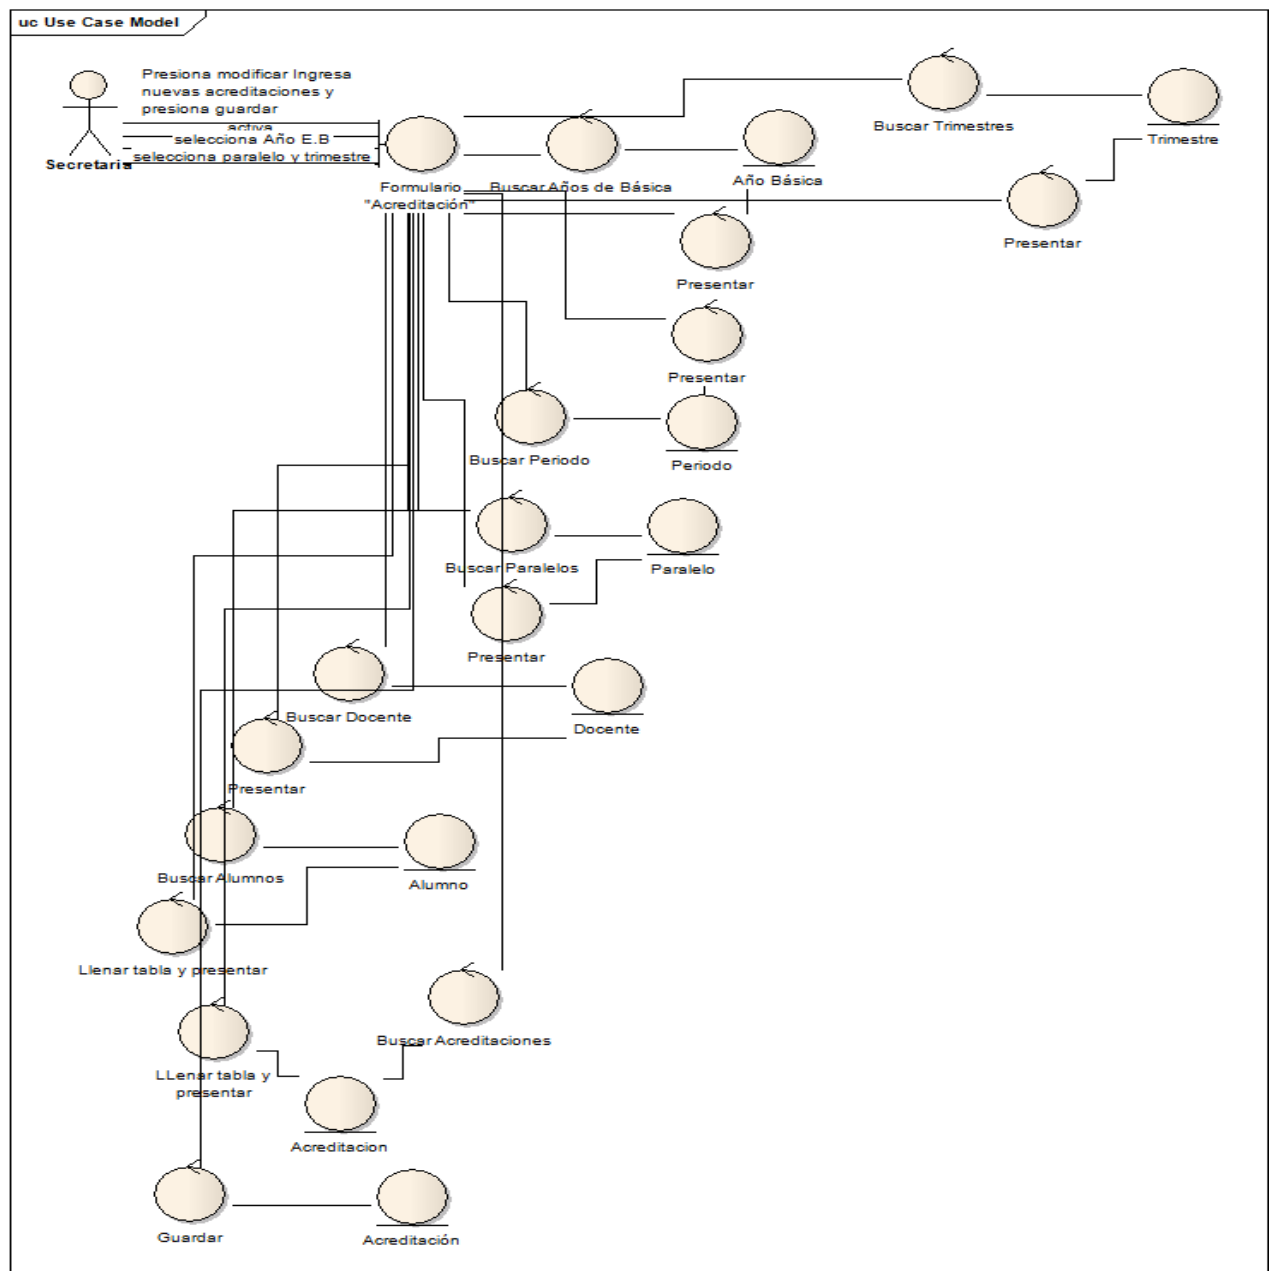 uc Use Case Model
Presiona modificar Ingresa
nuevas acreditaciones y
presiona guardar
activa
selecciona Año E.B
selecciona paralelo y trimestre
Secretaria
Formulario
"Acreditación"
Buscar Años de Básica
Año Básica
Buscar Trimestres
Trimestre
Presentar
Presentar
Presentar
Buscar Periodo
Periodo
Buscar Paralelos
Paralelo
Presentar
Buscar Docente
Docente
Presentar
Buscar Alumnos
Alumno
Llenar tabla y presentar
Buscar Acreditaciones
LLenar tabla y
presentar
Acreditacion
Guardar
Acreditación